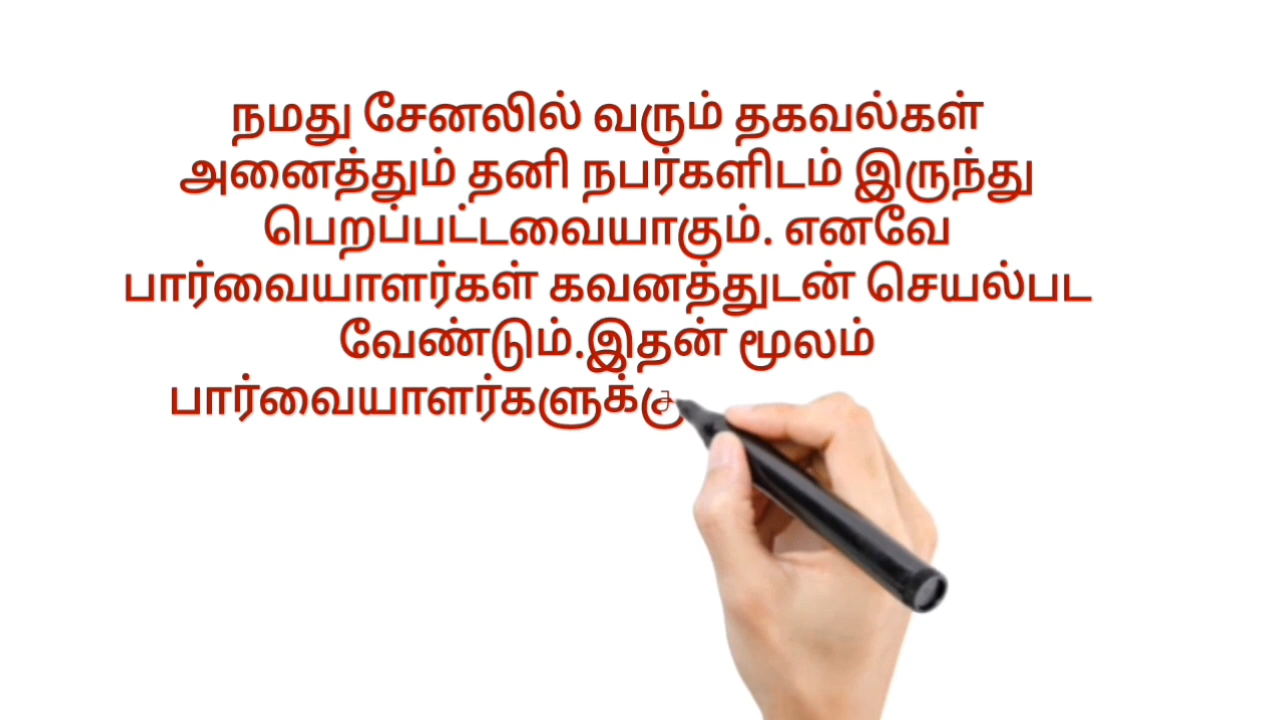 நமது சேனலில் வரும் தகவல்கள்
அனைத்தும் தனி நபர்களிடம் இருந்து
பெறப்பட்டவையாகும். எனவே
பார்வையாளர்கள் கவனத்துடன் செயல்பட
வேண்டும்.இதன் மூலம்
பார்வையாளர்களுக்கு